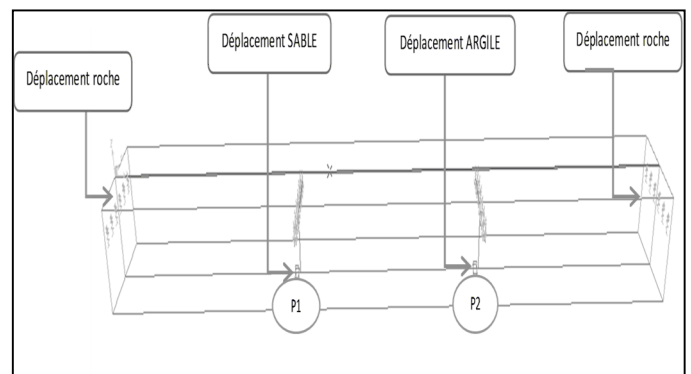 Déplacement roche
Déplacement SABLE
Déplacement ARGILE
Déplacement roche
P1
P2